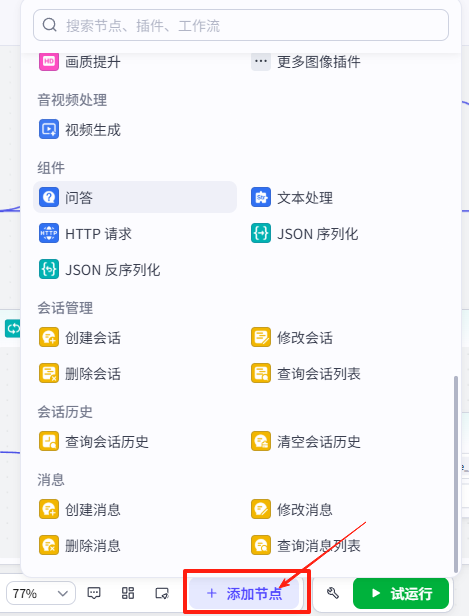 搜索节点、插件、工作流
画质提升
更多图像插件
音视频处理
视频生成
组件
问答
文本处理
HTTP 请求
JSON 序列化
JSON 反序列化
会话管理
创建会话
修改会话
删除会话
查询会话列表
会话历史
查询会话历史
清空会话历史
消息
创建消息
修改消息
删除消息
查询消息列表
77%
添加节点
试运行